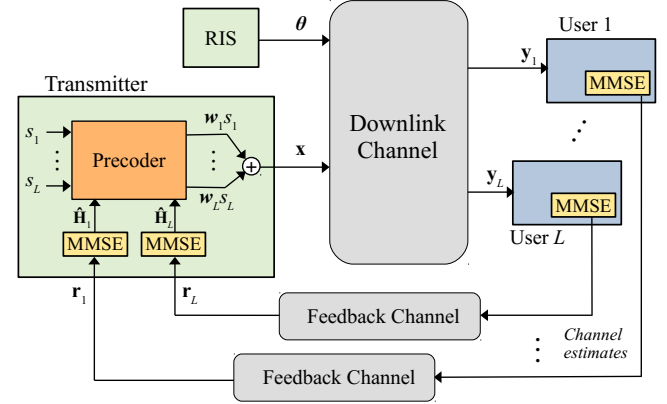 RIS
θ
User 1
y1
MMSE
Transmitter
s1
w1s1
Precoder
Downlink
Channel
x
+
sL
wLsL
yL
MMSE
Ĥ1
ĤL
User L
MMSE
MMSE
r1
rL
Feedback Channel
Channel
estimates
Feedback Channel